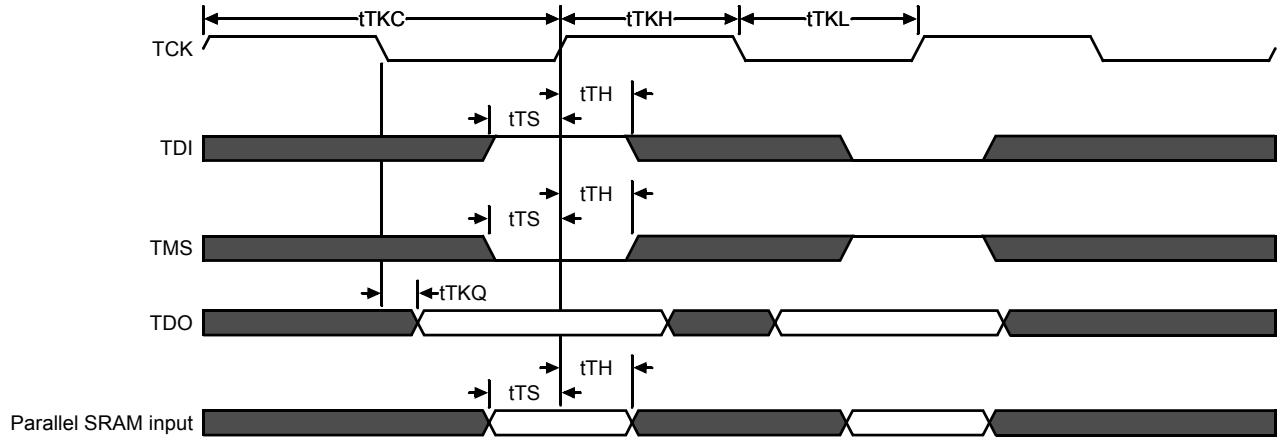 tTKC
tTKH
tTKL
TCK
tTH
tTS
TDI
tTH
tTS
TMS
tTKQ
TDO
tTH
tTS
Parallel SRAM input